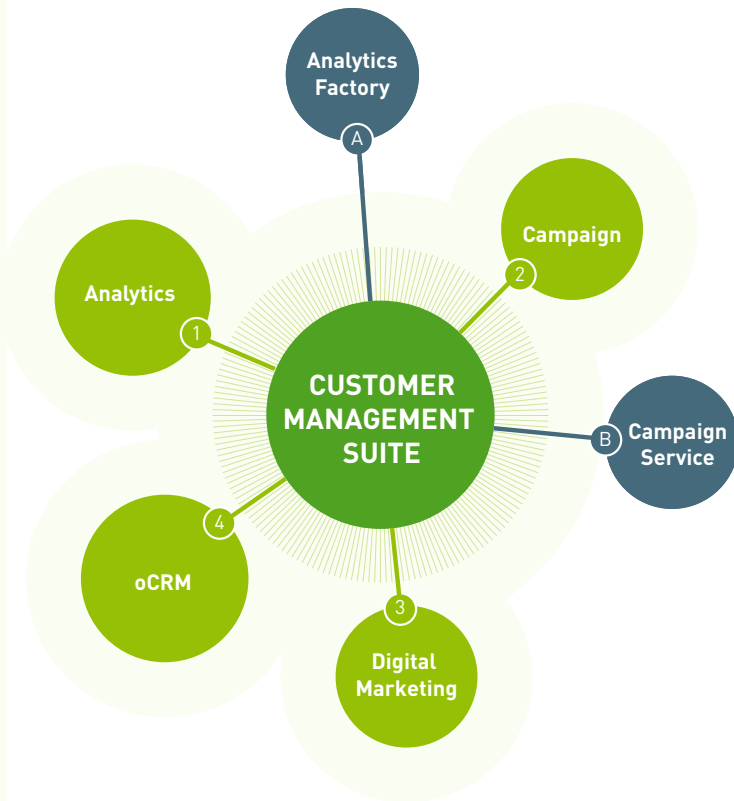 Analytics
Factory
A
Campaign
2
Analytics
1
CUSTOMER
MANAGEMENT
SUITE
B
Campaign
Service
4
oCRM
3
Digital
Marketing